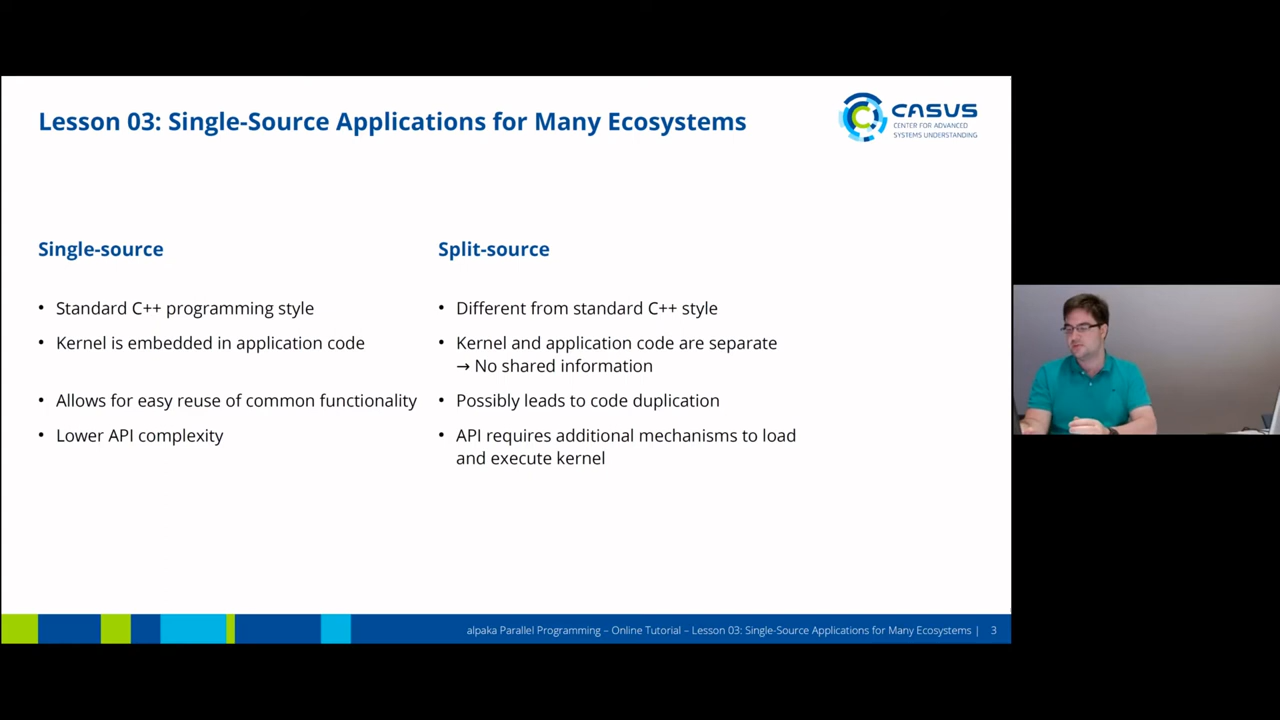 Lesson 03: Single-Source Applications for Many Ecosystems
CASUS
CENTER FOR ADVANCED
SYSTEMS UNDERSTANDING
Single-source
• Standard C++ programming style
• Kernel is embedded in application code
• Allows for easy reuse of common functionality
• Lower API complexity
Split-source
• Different from standard C++ style
• Kernel and application code are separate
→ No shared information
• Possibly leads to code duplication
• API requires additional mechanisms to load
and execute kernel
alpaka Parallel Programming – Online Tutorial – Lesson 03: Single-Source Applications for Many Ecosystems | 3